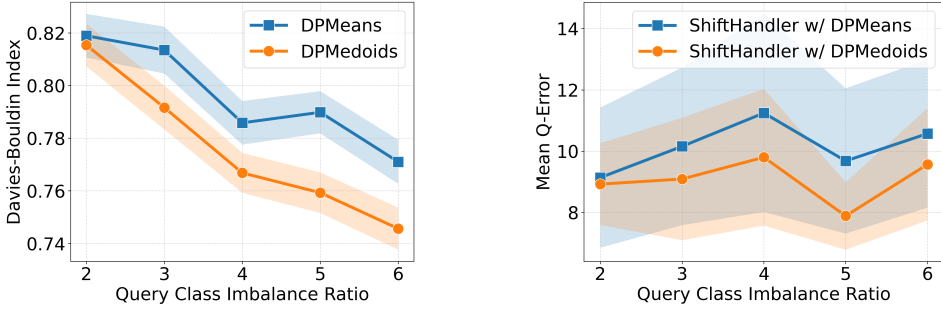 Davies-Bouldin Index
0.82
0.80
0.78
0.76
0.74
DPMeans
DPMedoids
2 3 4 5 6
Query Class Imbalance Ratio
Mean Q-Error
14
12
10
8
ShiftHandler w/ DPMeans
ShiftHandler w/ DPMedoids
2 3 4 5 6
Query Class Imbalance Ratio